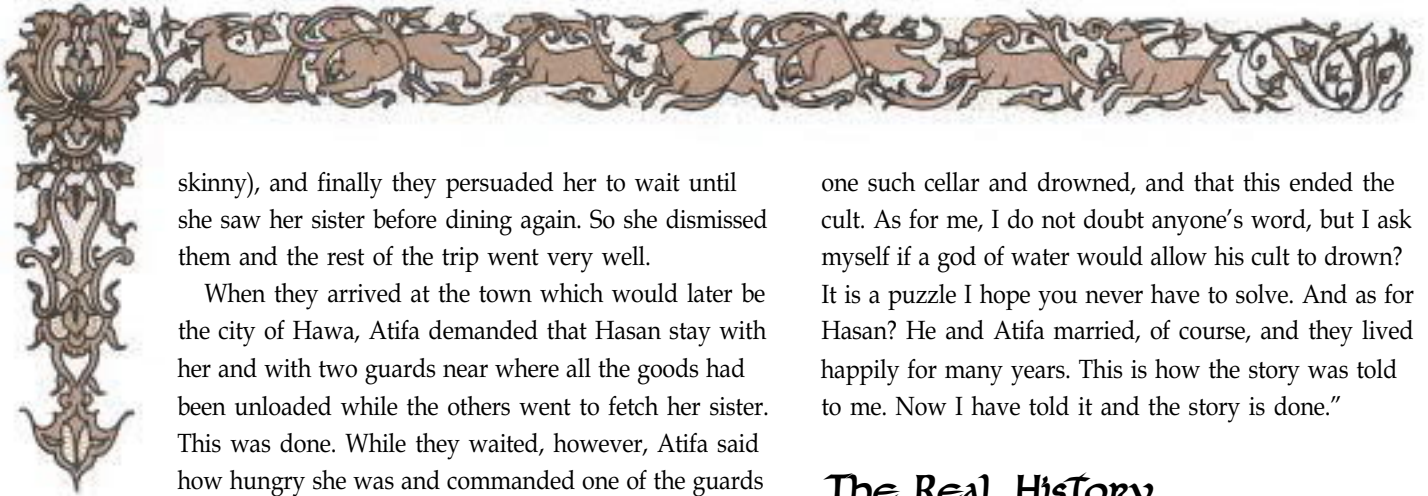 skinny), and finally they persuaded her to wait until
she saw her sister before dining again. So she dismissed
them and the rest of the trip went very well.
When they arrived at the town which would later be
the city of Hawa, Atifa demanded that Hasan stay with
her and with two guards near where all the goods had
been unloaded while the others went to fetch her sister.
This was done. While they waited, however, Atifa said
how hungry she was and commanded one of the guards
one such cellar and drowned, and that this ended the
cult. As for me, I do not doubt anyone’s word, but I ask
myself if a god of water would allow his cult to drown?
It is a puzzle I hope you never have to solve. And as for
Hasan? He and Atifa married, of course, and they lived
happily for many years. This is how the story was told
to me. Now I have told it and the story is done.”
The Real History